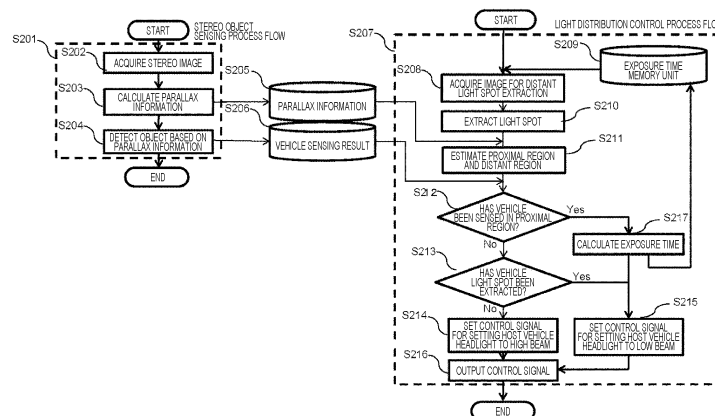 START
STEREO OBJECT
SENSING PROCESS FLOW
S201
S202
ACQUIRE STEREO IMAGE
S203
CALCULATE PARALLAX
INFORMATION
S204
DETECT OBJECT BASED ON
PARALLAX INFORMATION
END
S205
PARALLAX INFORMATION
S206
VEHICLE SENSING RESULT
START
LIGHT DISTRIBUTION CONTROL PROCESS FLO
S207
S209
EXPOSURE TIME
MEMORY UNIT
S208
ACQUIRE IMAGE FOR DISTANT
LIGHT SPOT EXTRACTION
S210
EXTRACT LIGHT SPOT
S211
ESTIMATE PROXIMAL REGION
AND DISTANT REGION
S212
HAS VEHICLE
BEEN SENSED IN PROXIMAL
REGION?
Yes
No
S217
CALCULATE EXPOSURE TIME
S213
HAS VEHICLE
LIGHT SPOT BEEN
EXTRACTED?
Yes
No
S214
SET CONTROL SIGNAL
FOR SETTING HOST VEHICLE
HEADLIGHT TO HIGH BEAM
S215
SET CONTROL SIGNAL
FOR SETTING HOST VEHICLE
HEADLIGHT TO LOW BEAM
S216
OUTPUT CONTROL SIGNAL
END